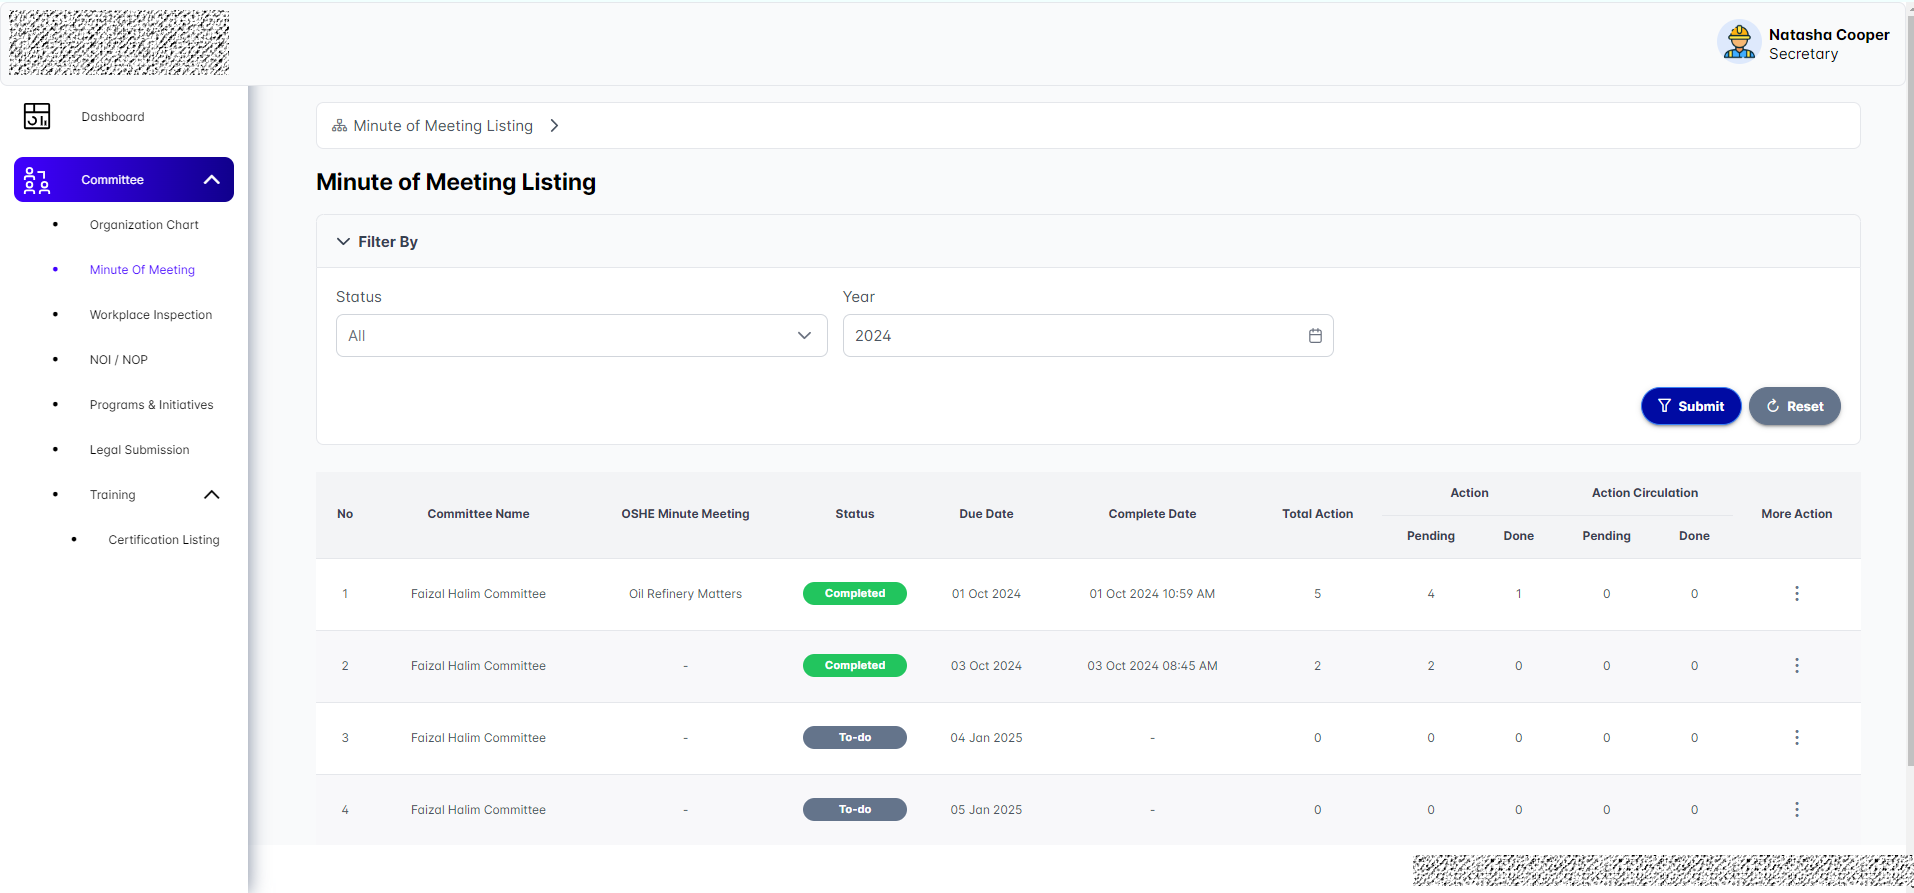 Natasha Cooper
Secretary
Dashboard
Committee
Organization Chart
Minute Of Meeting
Workplace Inspection
NOI / NOP
Programs & Initiatives
Legal Submission
Training
Certification Listing
Minute of Meeting Listing
Minute of Meeting Listing
Filter By
Status Year
All 2024
Submit Reset
Action Action Circulation
No Committee Name OSHE Minute Meeting Status Due Date Complete Date Total Action More Action
Pending Done Pending Done
1 Faizal Halim Committee Oil Refinery Matters Completed 01 Oct 2024 01 Oct 2024 10:59 AM 5 4 1 0 0
2 Faizal Halim Committee - Completed 03 Oct 2024 03 Oct 2024 08:45 AM 2 2 0 0 0
3 Faizal Halim Committee - To-do 04 Jan 2025 - 0 0 0 0 0
4 Faizal Halim Committee - To-do 05 Jan 2025 - 0 0 0 0 0